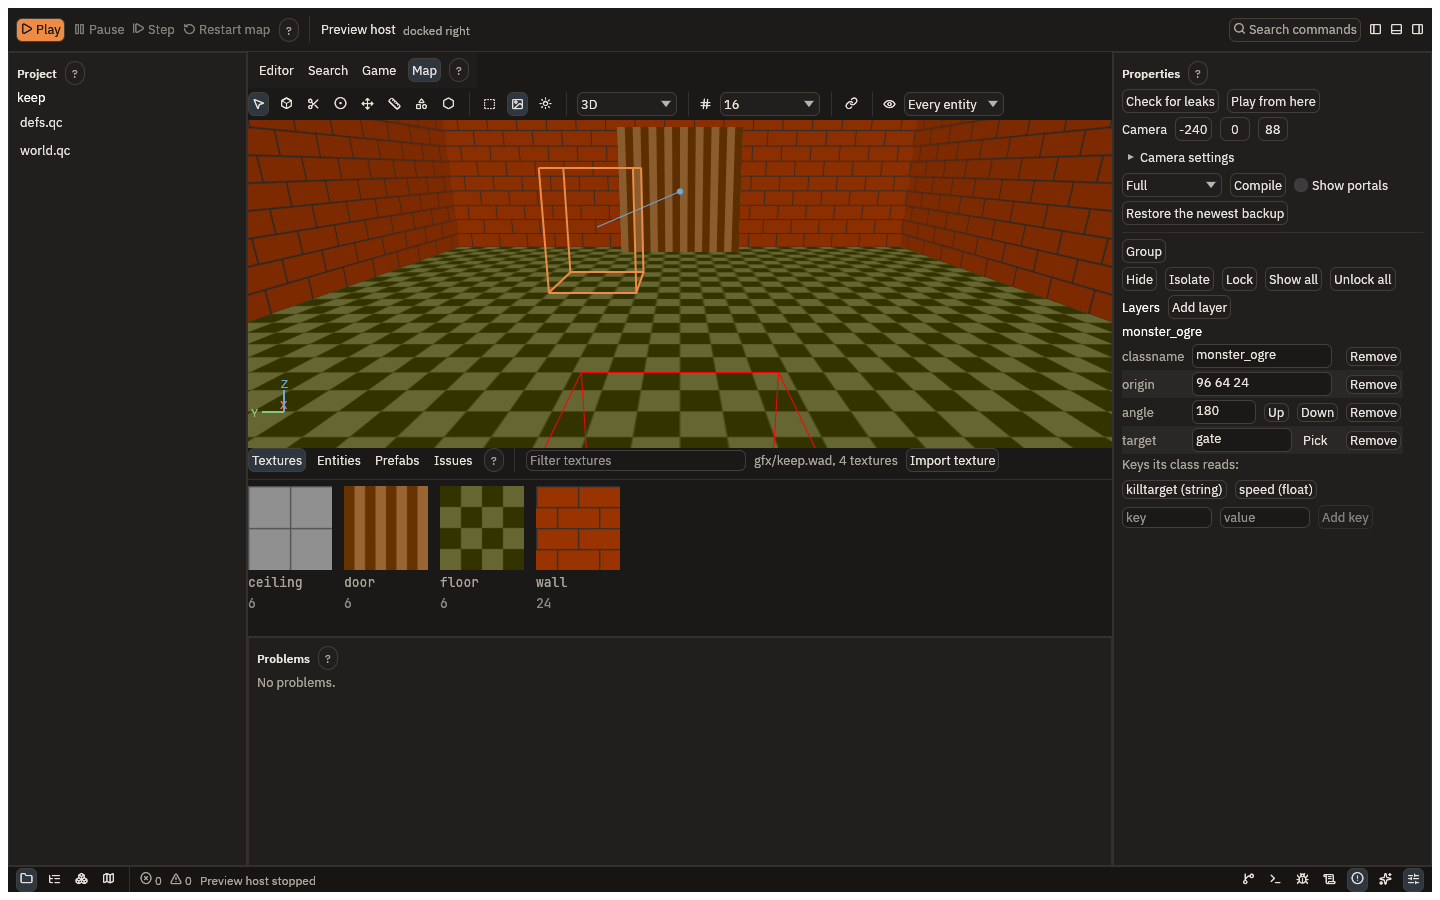 Play Pause Step Restart map ? Preview host docked right Search commands
Project ?
keep
defs.qc
world.qc
Editor Search Game Map ?
3D 16 Every entity
Z
Y X
Textures Entities Prefabs Issues ? Filter textures gfx/keep.wad, 4 textures Import texture
ceiling door floor wall
6 6 6 24
Problems ?
No problems.
Properties ?
Check for leaks Play from here
Camera -240 0 88
Camera settings
Full Compile Show portals
Restore the newest backup
Group
Hide Isolate Lock Show all Unlock all
Layers Add layer
monster_ogre
classname monster_ogre Remove
origin 96 64 24 Remove
angle 180 Up Down Remove
target gate Pick Remove
Keys its class reads:
killtarget (string) speed (float)
key value Add key
0 0 Preview host stopped